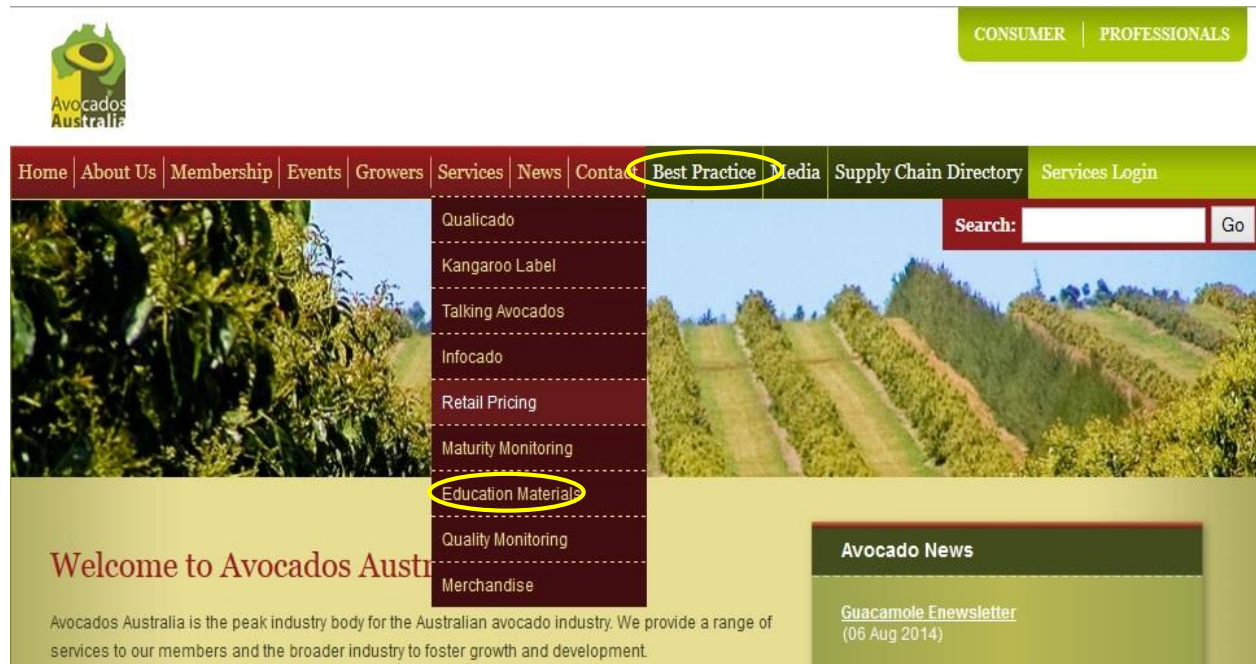 CONSUMER | PROFESSIONALS
Avocados
Australia
Home | About Us | Membership | Events | Growers | Services | News | Contact | Best Practice | Media | Supply Chain Directory | Services Login
Search: Go
Qualicado
Kangaroo Label
Talking Avocados
Infocado
Retail Pricing
Maturity Monitoring
Education Materials
Quality Monitoring
Merchandise
Welcome to Avocados Austr
Avocados Australia is the peak industry body for the Australian avocado industry. We provide a range of
services to our members and the broader industry to foster growth and development.
Avocado News
Guacamole Enewsletter
(06 Aug 2014)